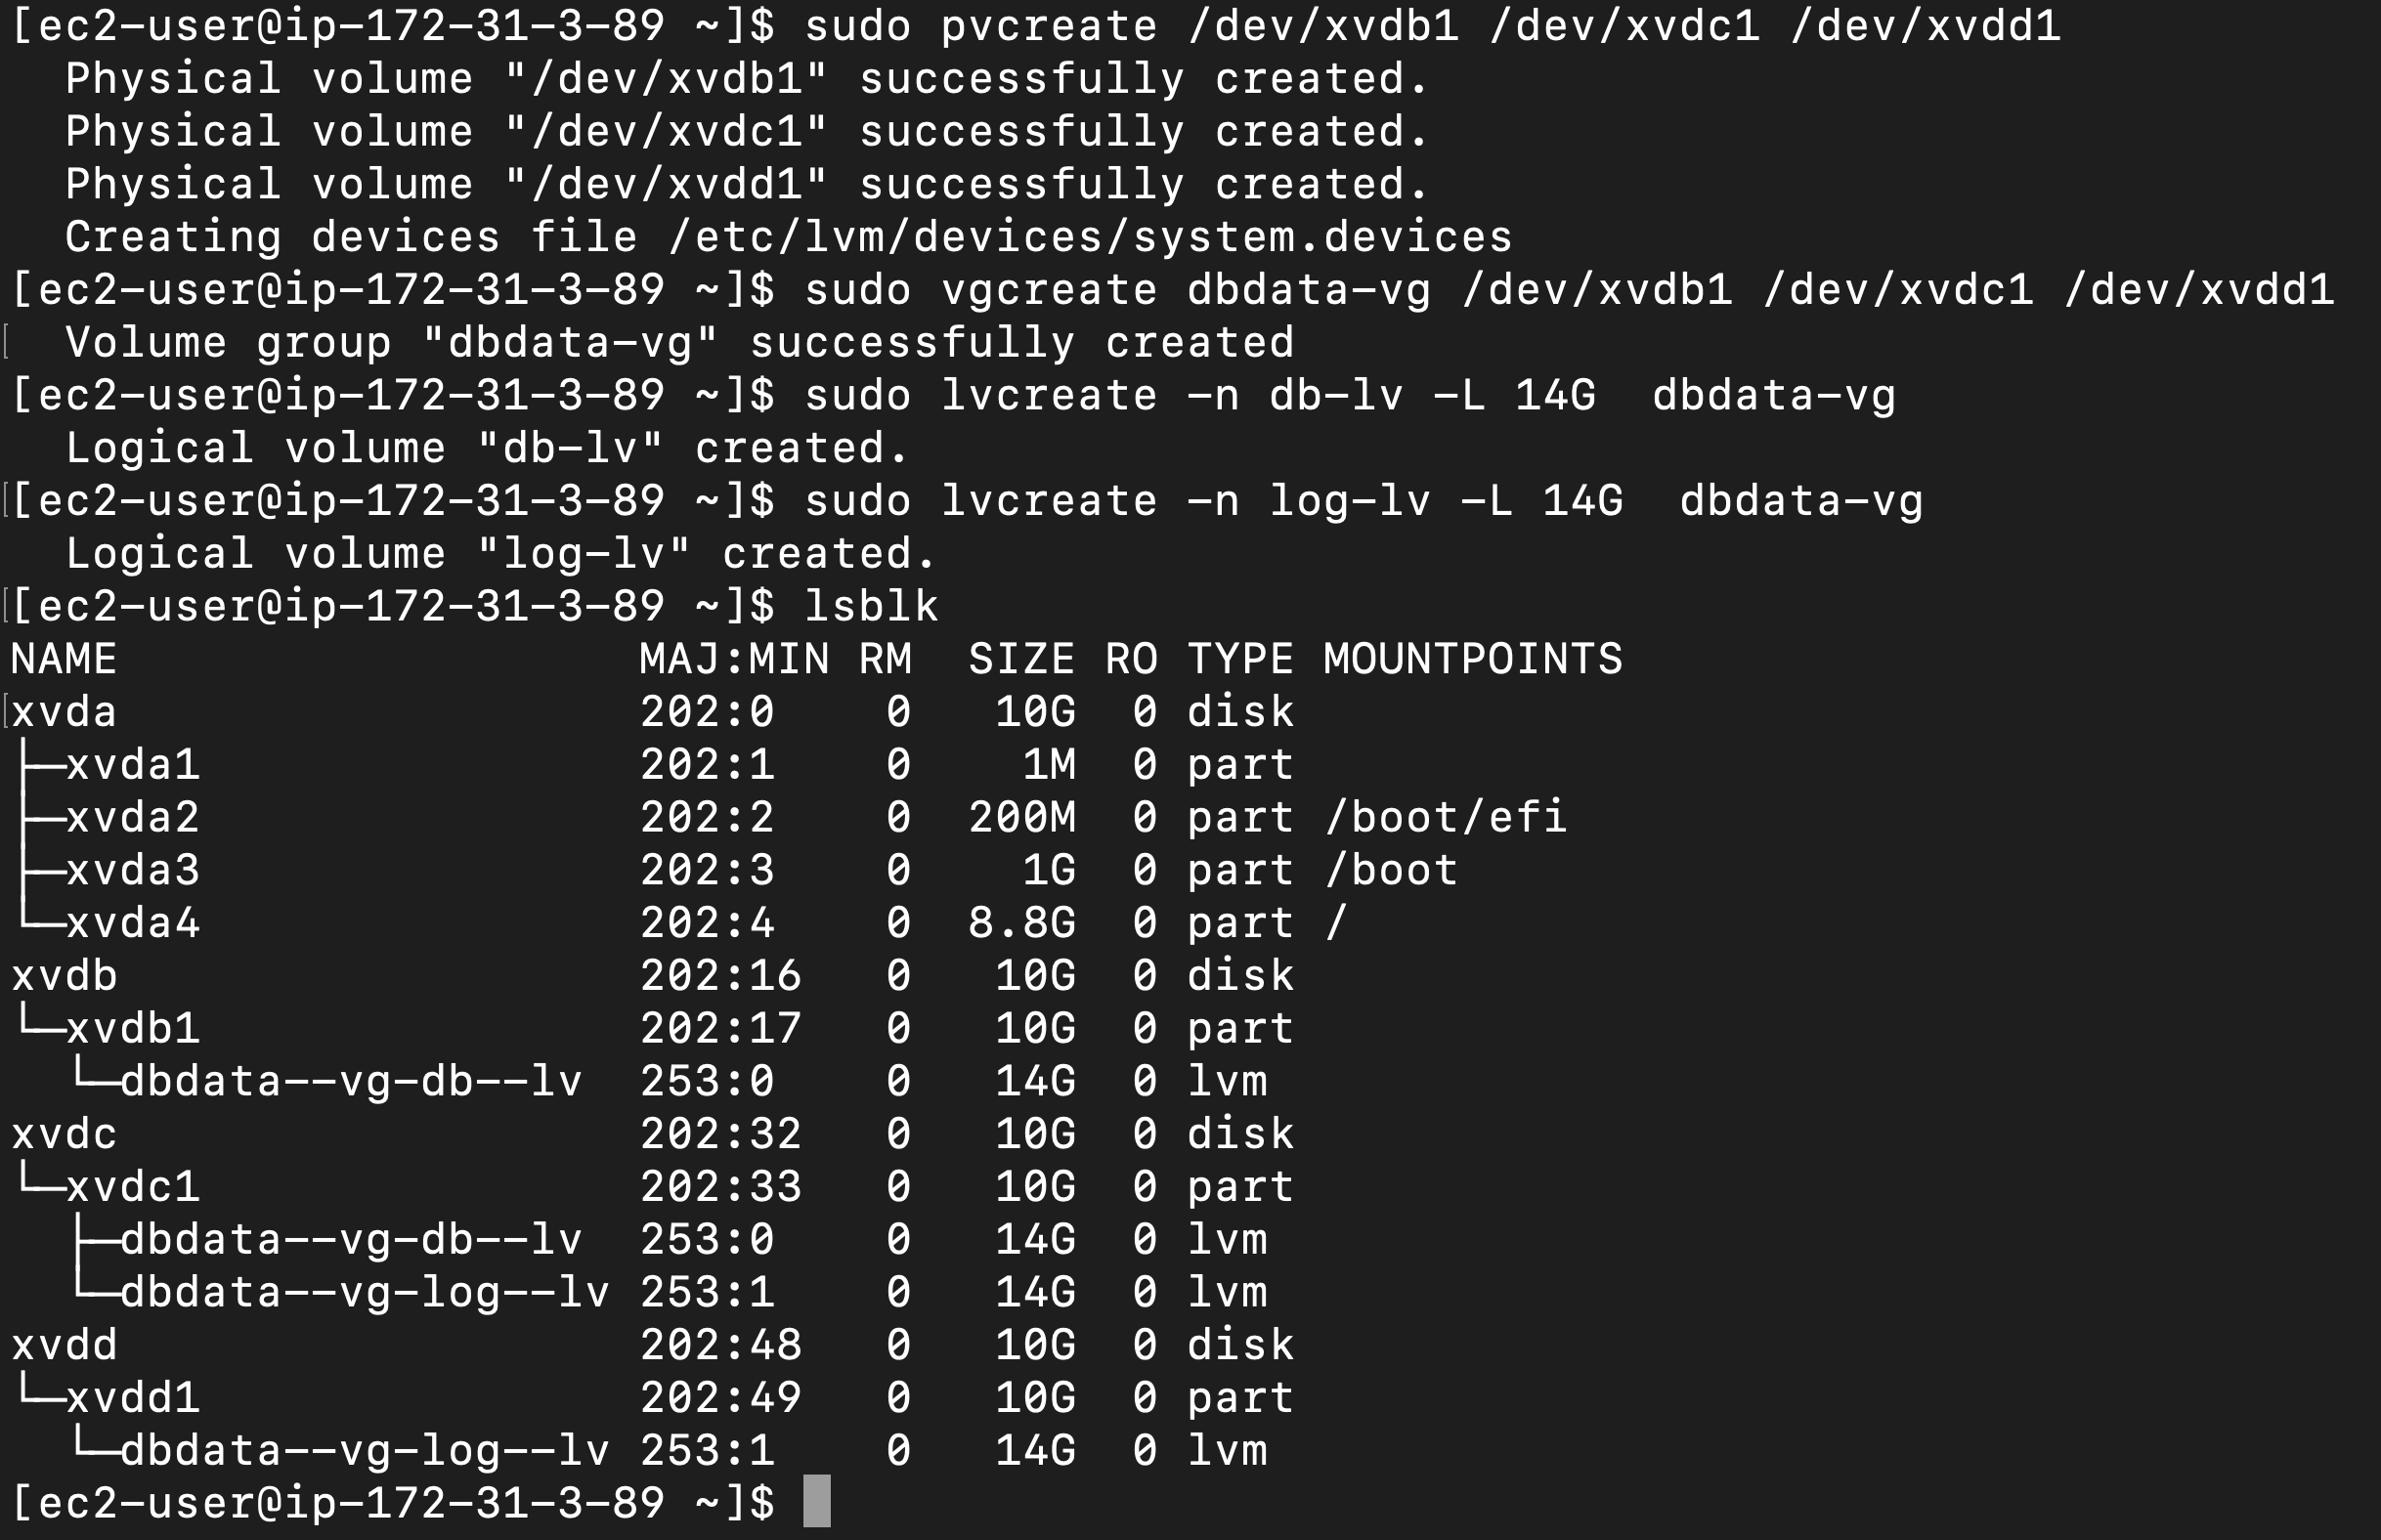 [ec2-user@ip-172-31-3-89 ~]$ sudo pvcreate /dev/xvdb1 /dev/xvdc1 /dev/xvdd1
  Physical volume "/dev/xvdb1" successfully created.
  Physical volume "/dev/xvdc1" successfully created.
  Physical volume "/dev/xvdd1" successfully created.
  Creating devices file /etc/lvm/devices/system.devices
[ec2-user@ip-172-31-3-89 ~]$ sudo vgcreate dbdata-vg /dev/xvdb1 /dev/xvdc1 /dev/xvdd1
  Volume group "dbdata-vg" successfully created
[ec2-user@ip-172-31-3-89 ~]$ sudo lvcreate -n db-lv -L 14G  dbdata-vg
  Logical volume "db-lv" created.
[ec2-user@ip-172-31-3-89 ~]$ sudo lvcreate -n log-lv -L 14G  dbdata-vg
  Logical volume "log-lv" created.
[ec2-user@ip-172-31-3-89 ~]$ lsblk
NAME                   MAJ:MIN RM  SIZE RO TYPE MOUNTPOINTS
xvda                   202:0    0   10G  0 disk
├─xvda1                202:1    0    1M  0 part
├─xvda2                202:2    0  200M  0 part /boot/efi
├─xvda3                202:3    0    1G  0 part /boot
└─xvda4                202:4    0  8.8G  0 part /
xvdb                   202:16   0   10G  0 disk
└─xvdb1                202:17   0   10G  0 part
  └─dbdata--vg-db--lv  253:0    0   14G  0 lvm
xvdc                   202:32   0   10G  0 disk
└─xvdc1                202:33   0   10G  0 part
  ├─dbdata--vg-db--lv  253:0    0   14G  0 lvm
  └─dbdata--vg-log--lv 253:1    0   14G  0 lvm
xvdd                   202:48   0   10G  0 disk
└─xvdd1                202:49   0   10G  0 part
  └─dbdata--vg-log--lv 253:1    0   14G  0 lvm
[ec2-user@ip-172-31-3-89 ~]$